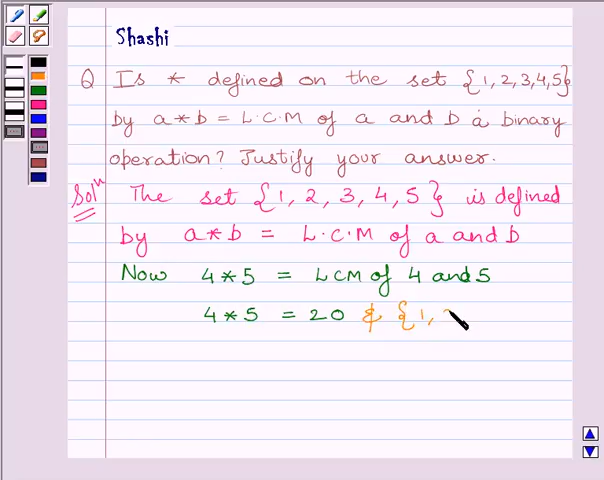 Shashi
Q Is * defined on the set {1,2,3,4,5}
by a * b = L.C.M of a and b a binary
operation? Justify your answer.
Solⁿ The set {1, 2, 3, 4, 5} is defined
by a * b = L.C.M of a and b
Now 4 * 5 = LCM of 4 and 5
4 * 5 = 20 ∉ {1,